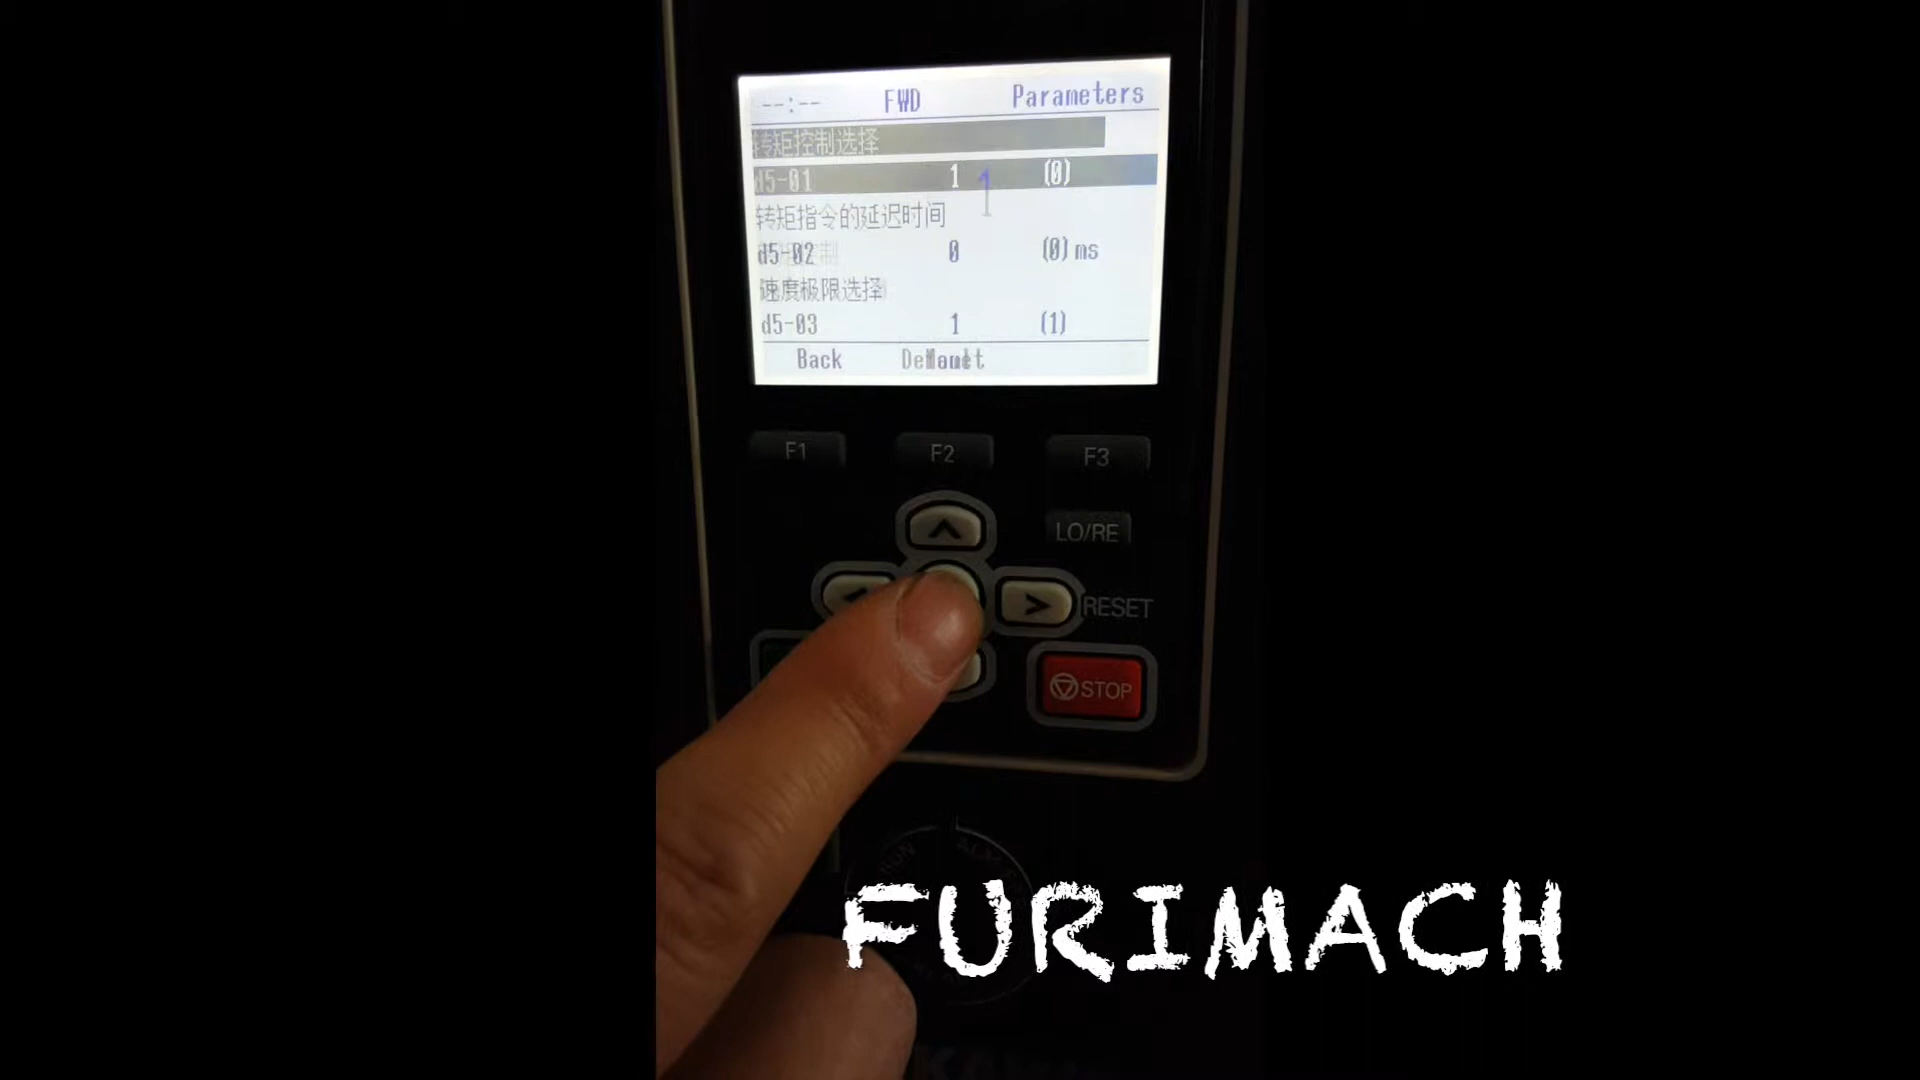 --:-- FWD Parameters
转矩控制选择
d5-01 1 (0)
转矩指令的延迟时间
d5-02 0 (0) ms
速度极限选择
d5-03 1 (1)
Back
F1 F2 F3
LO/RE
RESET
STOP
FURIMACH